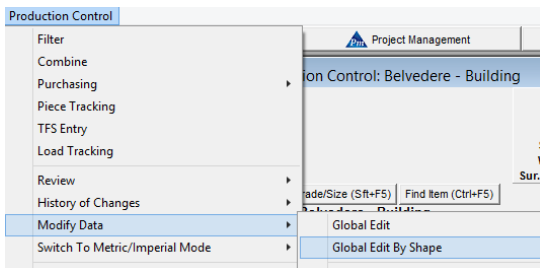 Production Control
Filter
Combine
Purchasing
Piece Tracking
TFS Entry
Load Tracking
Review
History of Changes
Modify Data
Switch To Metric/Imperial Mode
Pm Project Management
ion Control: Belvedere - Building
Sur.
rade/Size (Sft+F5) Find Item (Ctrl+F5)
Global Edit
Global Edit By Shape